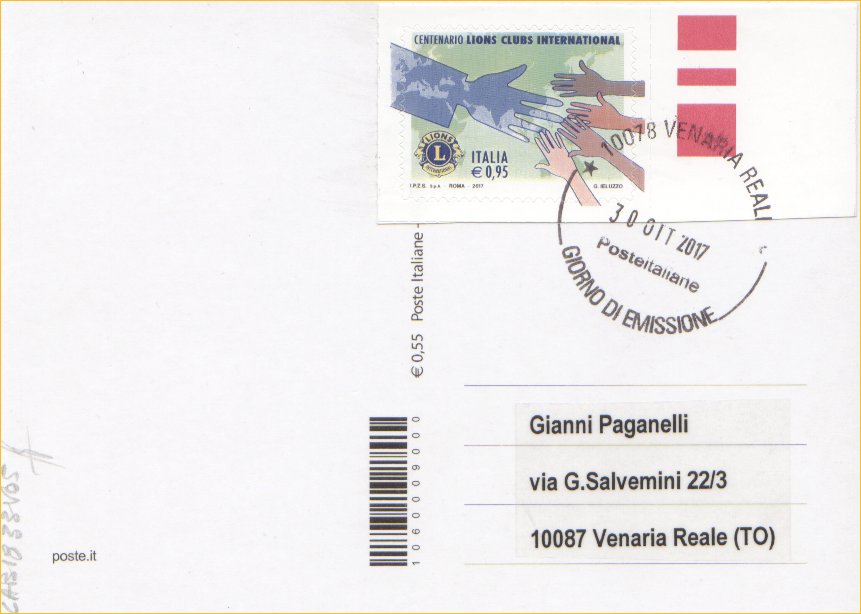 CENTENARIO LIONS CLUBS INTERNATIONAL
LIONS
L
INTERNATIONAL
ITALIA
€ 0,95
I.P.Z.S. S.p.A. - ROMA - 2017
G. IELUZZO
10078 VENARIA REALE
30 OTT 2017
Posteitaliane
GIORNO DI EMISSIONE
€ 0,55 Poste Italiane -
1060009000
Gianni Paganelli
via G.Salvemini 22/3
10087 Venaria Reale (TO)
poste.it